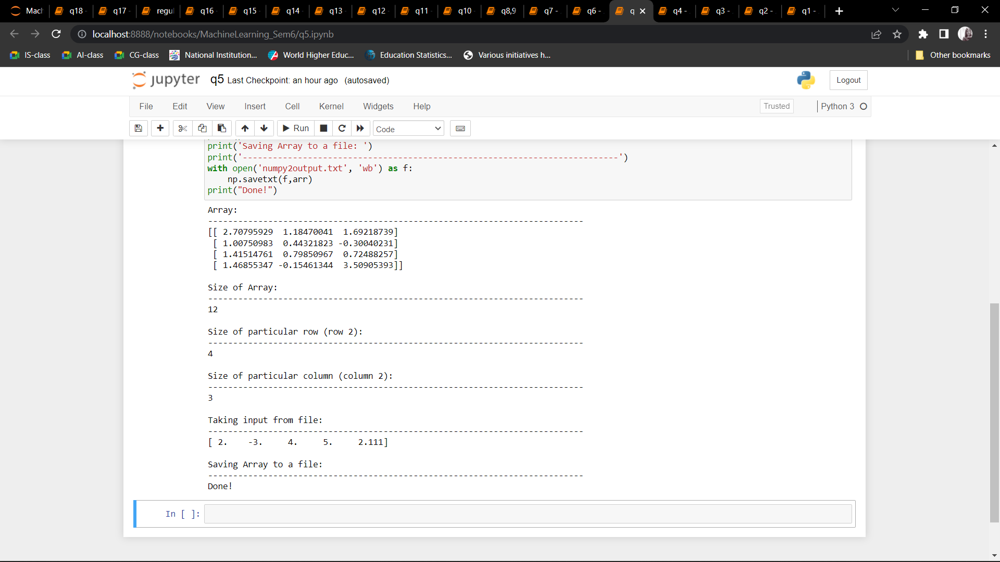 Mach q18 - q17 - regul q16 - q15 - q14 - q13 - q12 - q11 - q10 - q8,9 q7 - q6 - q q4 - q3 - q2 - q1 -
localhost:8888/notebooks/MachineLearning_Sem6/q5.ipynb
IS-class AI-class CG-class National Institution... World Higher Educ... Education Statistics... Various initiatives h... Other bookmarks
jupyter q5 Last Checkpoint: an hour ago (autosaved) Logout
File Edit View Insert Cell Kernel Widgets Help Trusted Python 3
Run Code
print('Saving Array to a file: ')
print('---------------------------------------------------------------------------')
with open('numpy2output.txt', 'wb') as f:
    np.savetxt(f,arr)
print("Done!")
Array:
---------------------------------------------------------------------------
[[ 2.70795929  1.18470041  1.69218739]
 [ 1.00750983  0.44321823 -0.30040231]
 [ 1.41514761  0.79850967  0.72488257]
 [ 1.46855347 -0.15461344  3.50905393]]
Size of Array:
---------------------------------------------------------------------------
12
Size of particular row (row 2):
---------------------------------------------------------------------------
4
Size of particular column (column 2):
---------------------------------------------------------------------------
3
Taking input from file:
---------------------------------------------------------------------------
[ 2.    -3.     4.     5.     2.111]
Saving Array to a file:
---------------------------------------------------------------------------
Done!
In [ ]: